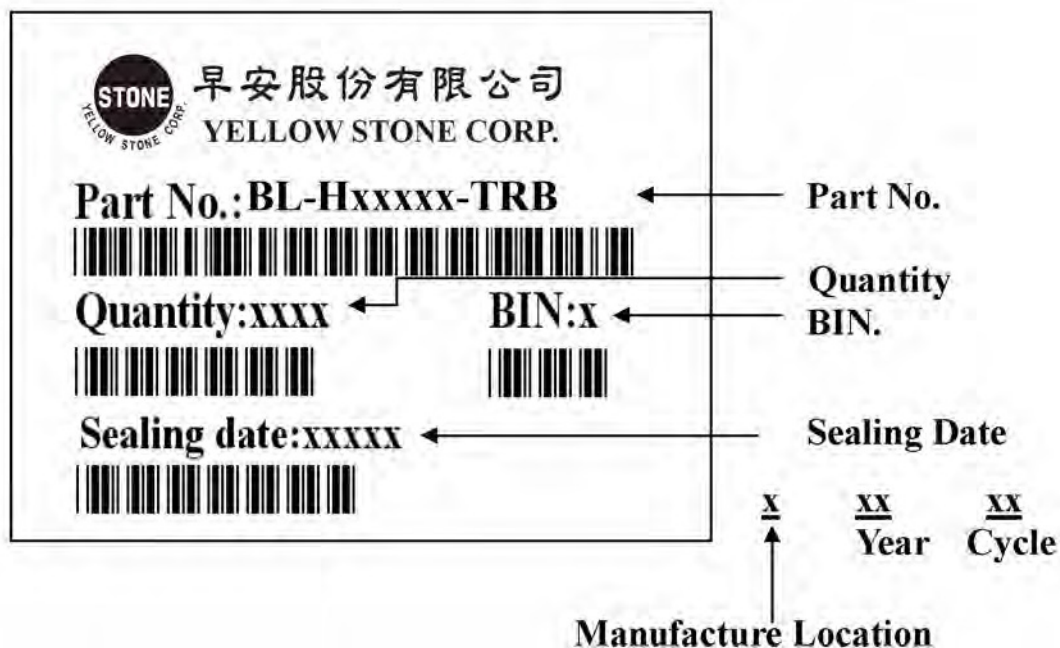 STONE
YELLOW STONE CORP.
早安股份有限公司
YELLOW STONE CORP.
Part No.:BL-Hxxxxx-TRB
Part No.
Quantity:xxxx
BIN:x
Quantity
BIN.
Sealing date:xxxxx
Sealing Date
x xx xx
Year Cycle
Manufacture Location